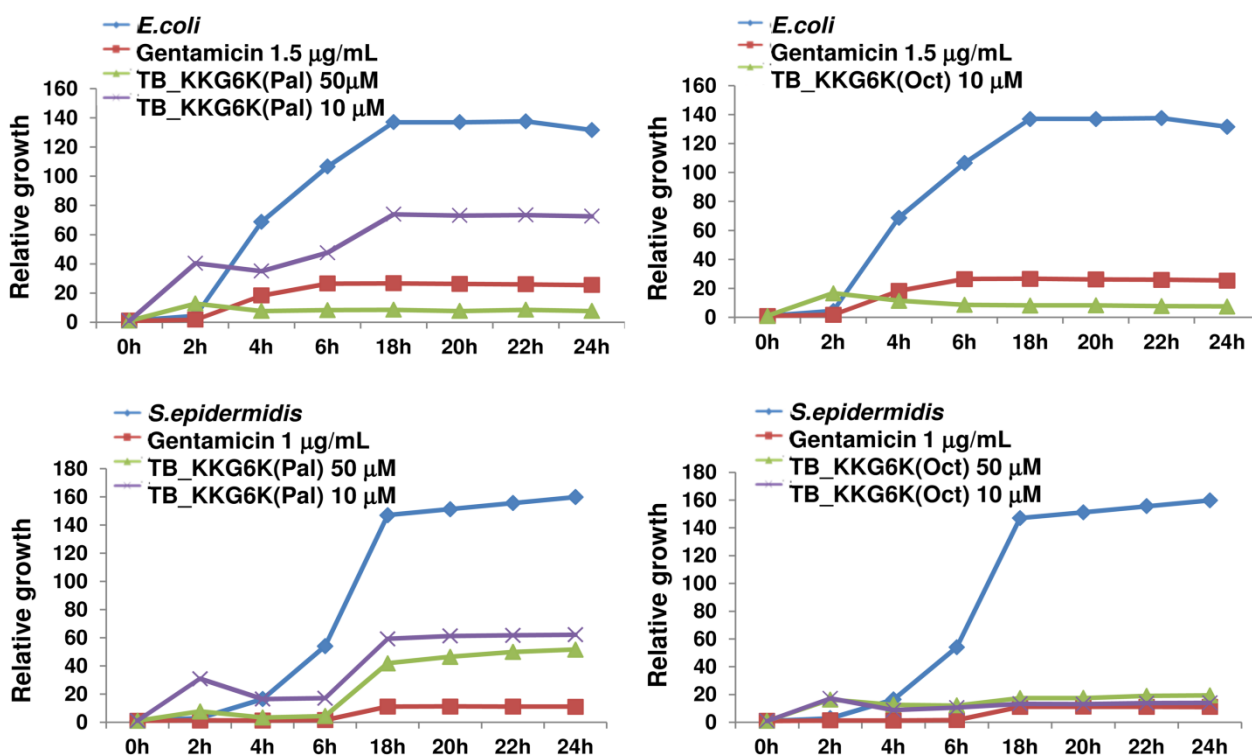 E.coli
Gentamicin 1.5 μg/mL
TB_KKG6K(Pal) 50μM
TB_KKG6K(Pal) 10 μM
Relative growth
160
140
120
100
80
60
40
20
0
0h 2h 4h 6h 18h 20h 22h 24h
E.coli
Gentamicin 1.5 μg/mL
TB_KKG6K(Oct) 10 μM
Relative growth
160
140
120
100
80
60
40
20
0
0h 2h 4h 6h 18h 20h 22h 24h
S.epidermidis
Gentamicin 1 μg/mL
TB_KKG6K(Pal) 50 μM
TB_KKG6K(Pal) 10 μM
Relative growth
180
160
140
120
100
80
60
40
20
0
0h 2h 4h 6h 18h 20h 22h 24h
S.epidermidis
Gentamicin 1 μg/mL
TB_KKG6K(Oct) 50 μM
TB_KKG6K(Oct) 10 μM
Relative growth
180
160
140
120
100
80
60
40
20
0
0h 2h 4h 6h 18h 20h 22h 24h